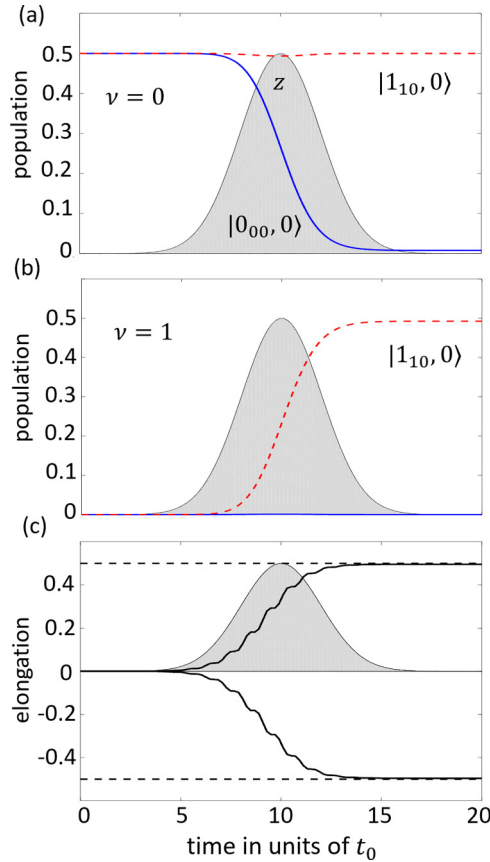 (a)
0.5
0.4
0.3
0.2
0.1
0
population
ν = 0
z
|1₁₀, 0⟩
|0₀₀, 0⟩
(b)
0.5
0.4
0.3
0.2
0.1
0
population
ν = 1
|1₁₀, 0⟩
(c)
0.4
0.2
0
-0.2
-0.4
elongation
0 5 10 15 20
time in units of t₀